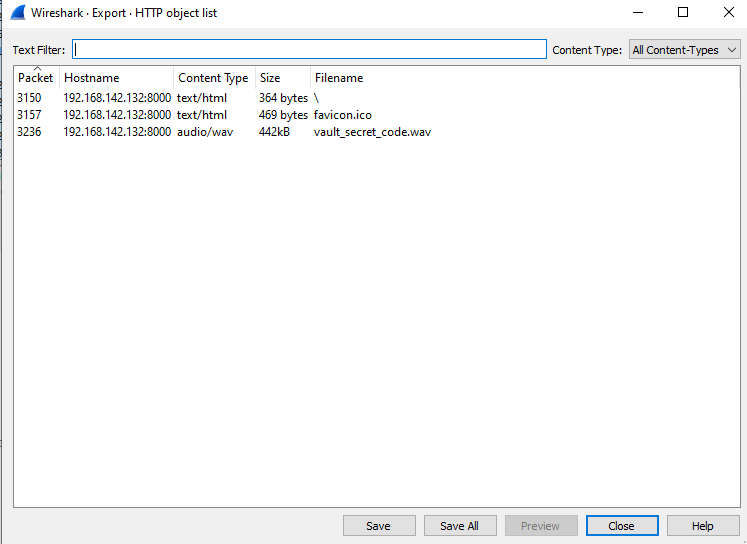 Wireshark · Export · HTTP object list
Text Filter: Content Type: All Content-Types
Packet Hostname Content Type Size Filename
3150 192.168.142.132:8000 text/html 364 bytes \
3157 192.168.142.132:8000 text/html 469 bytes favicon.ico
3236 192.168.142.132:8000 audio/wav 442kB vault_secret_code.wav
Save Save All Preview Close Help